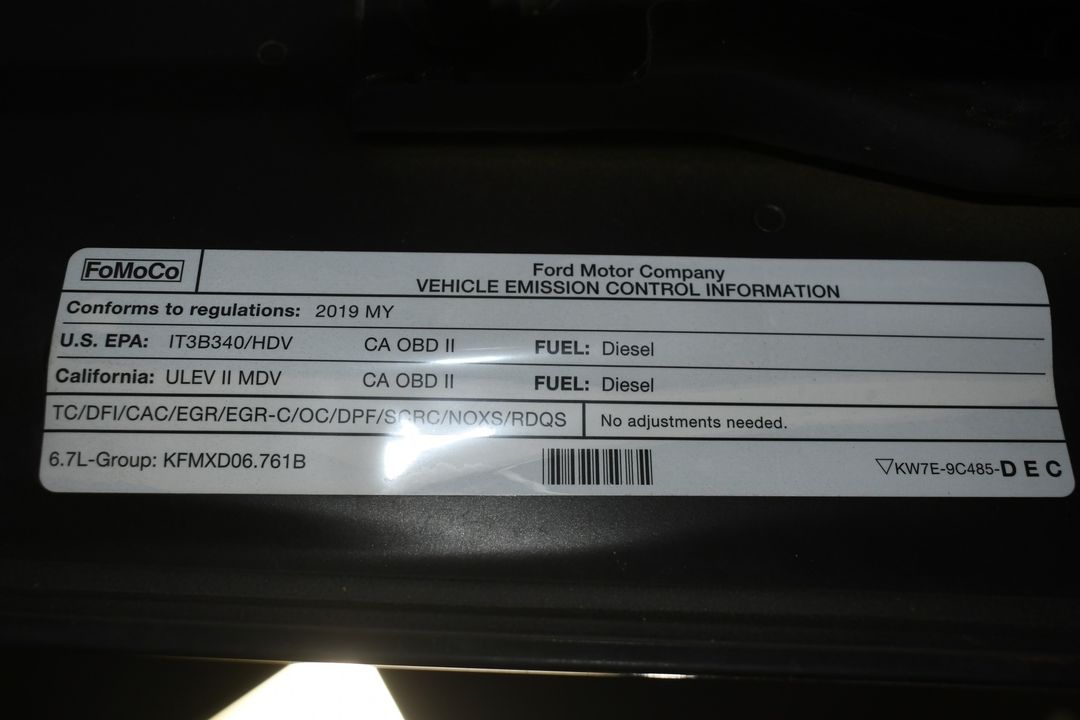 FoMoCo
Ford Motor Company
VEHICLE EMISSION CONTROL INFORMATION
Conforms to regulations: 2019 MY
U.S. EPA: IT3B340/HDV CA OBD II FUEL: Diesel
California: ULEV II MDV CA OBD II FUEL: Diesel
TC/DFI/CAC/EGR/EGR-C/OC/DPF/SCRC/NOXS/RDQS No adjustments needed.
6.7L-Group: KFMXD06.761B ▽KW7E-9C485-DEC